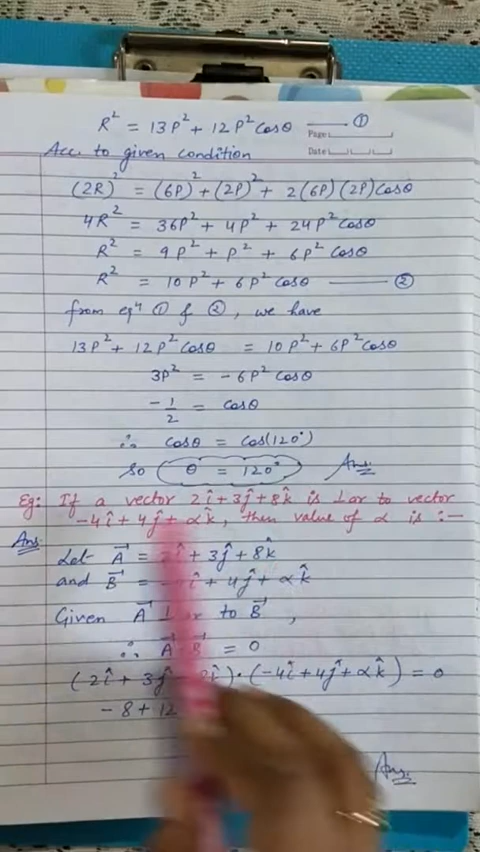 R² = 13P² + 12P² Cosθ —— ①
Page:
Date:
Acc. to given condition
(2R)² = (6P)² + (2P)² + 2(6P)(2P)Cosθ
4R² = 36P² + 4P² + 24P² Cosθ
R² = 9P² + P² + 6P² Cosθ
R² = 10P² + 6P² Cosθ —— ②
from eqⁿ ① & ②, we have
13P² + 12P² Cosθ = 10P² + 6P² Cosθ
3P² = -6P² Cosθ
-1/2 = Cosθ
∴ Cosθ = Cos(120°)
So θ = 120° Ans.
Eg: If a vector 2î + 3ĵ + 8k̂ is ⊥ar to vector
-4î + 4ĵ + αk̂, then value of α is :-
Ans:
Let A⃗ = 2î + 3ĵ + 8k̂
and B⃗ = î + 4ĵ + αk̂
Given A⃗ ar to B⃗,
∴ A⃗ B⃗ = 0
(2î + 3ĵ ) · (-4î + 4ĵ + αk̂) = 0
-8 + 12
Ans.